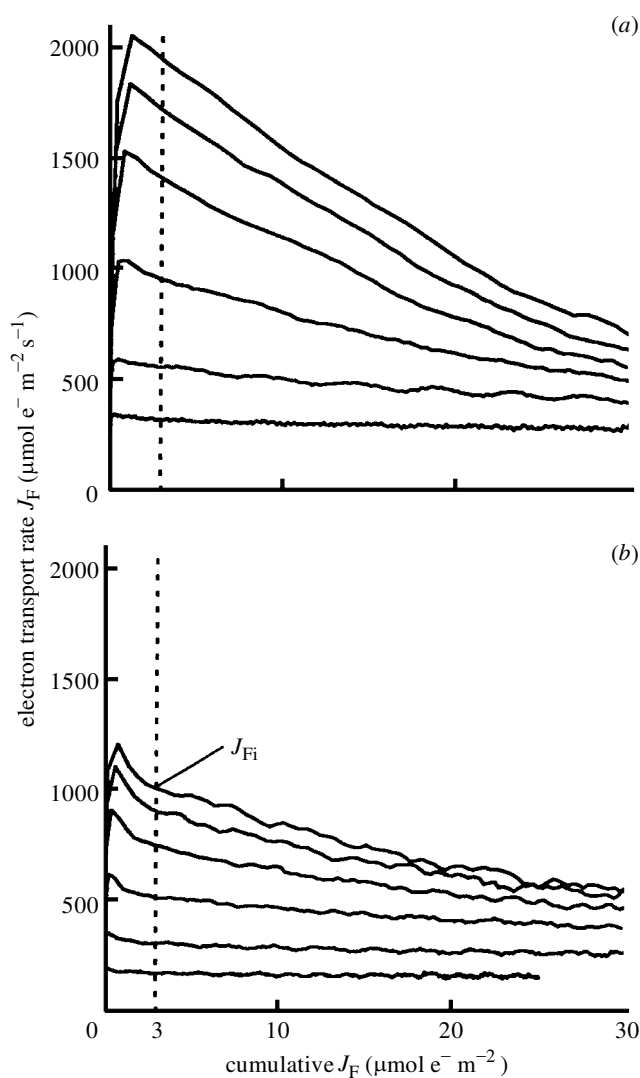 (a)
2000
1500
1000
500
0
electron transport rate J_F (µmol e⁻ m⁻² s⁻¹)
(b)
2000
1500
J_Fi
1000
500
0 3 10 20 30
cumulative J_F (µmol e⁻ m⁻²)